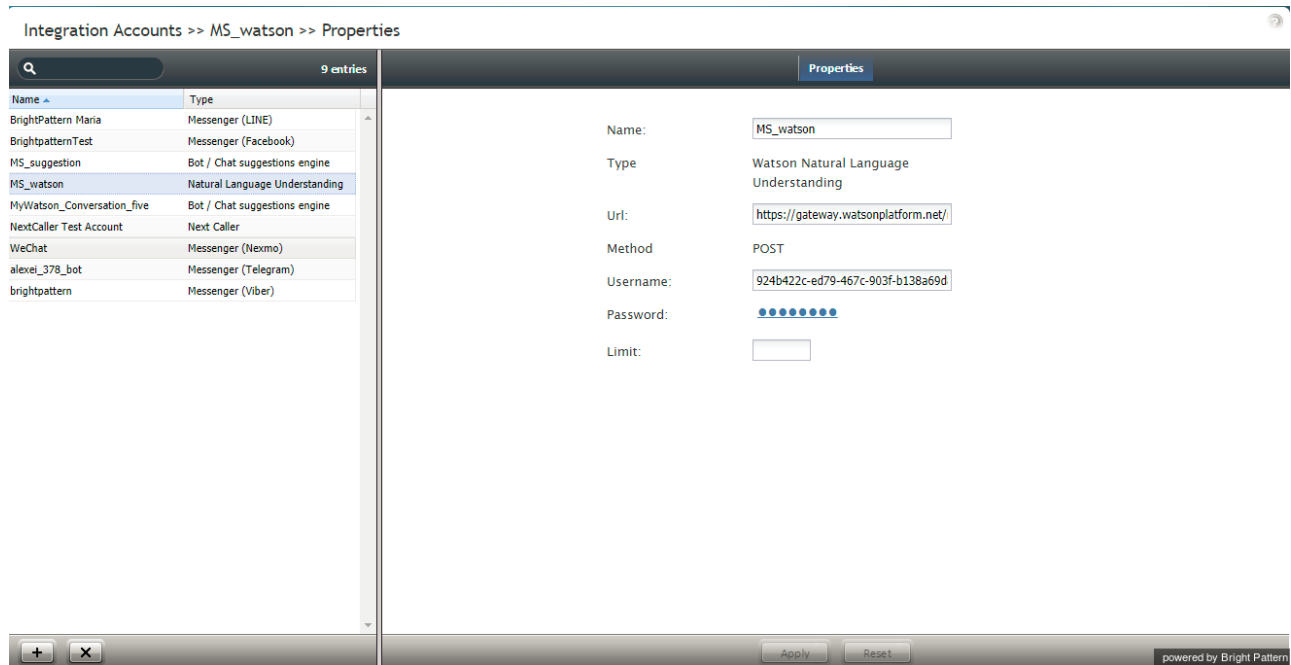 Integration Accounts >> MS_watson >> Properties
9 entries
Properties
Name Type
BrightPattern Maria Messenger (LINE)
BrightpatternTest Messenger (Facebook)
MS_suggestion Bot / Chat suggestions engine
MS_watson Natural Language Understanding
MyWatson_Conversation_five Bot / Chat suggestions engine
NextCaller Test Account Next Caller
WeChat Messenger (Nexmo)
alexei_378_bot Messenger (Telegram)
brightpattern Messenger (Viber)
Name: MS_watson
Type Watson Natural Language
Understanding
Url: https://gateway.watsonplatform.net/
Method POST
Username: 924b422c-ed79-467c-903f-b138a69d
Password: ●●●●●●●●
Limit:
Apply Reset
powered by Bright Pattern